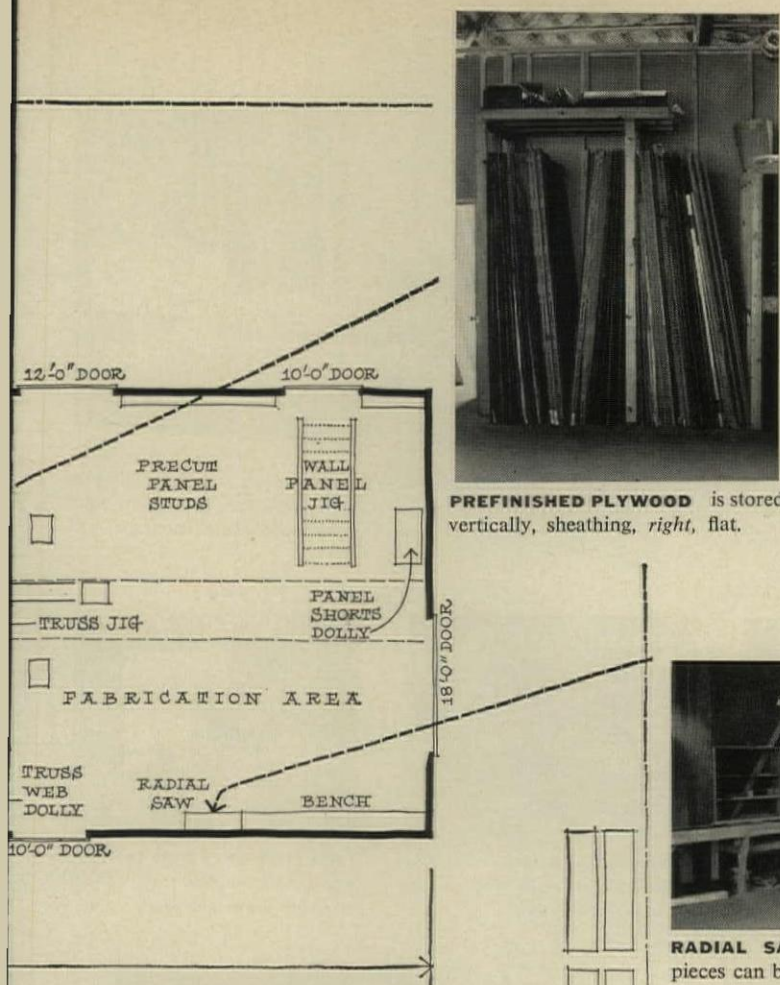 12'-0" DOOR
10'-0" DOOR
PRECUT
PANEL
STUDS
WALL
PANEL
JIG
PANEL
SHORTS
DOLLY
TRUSS JIG
18'-0" DOOR
FABRICATION AREA
TRUSS
WEB
DOLLY
RADIAL
SAW
BENCH
10'-0" DOOR
PREFINISHED PLYWOOD is stored
vertically, sheathing, right, flat.
RADIAL SA
pieces can b